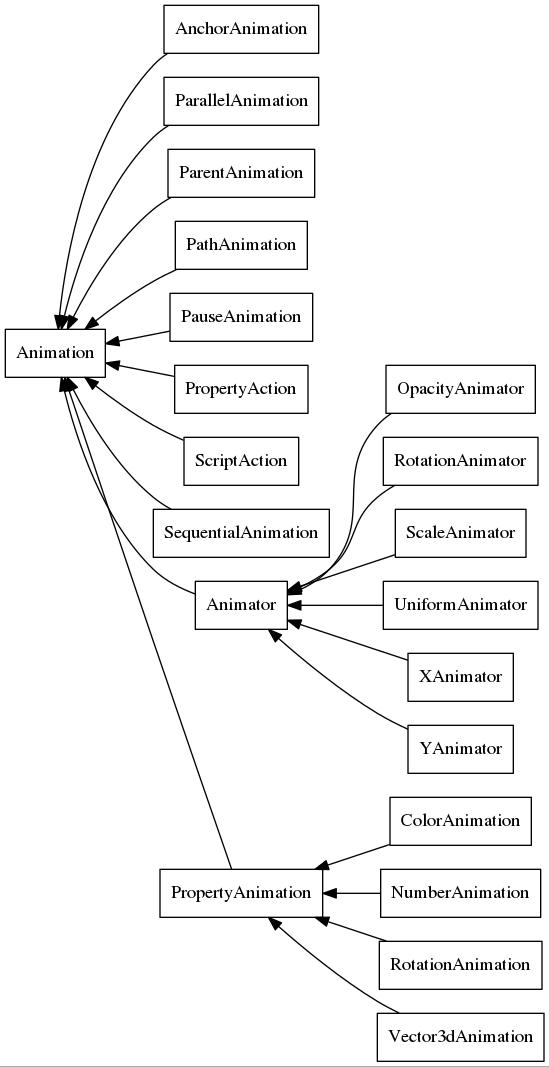 AnchorAnimation
ParallelAnimation
ParentAnimation
PathAnimation
PauseAnimation
Animation
PropertyAction
OpacityAnimator
ScriptAction
RotationAnimator
SequentialAnimation
ScaleAnimator
Animator
UniformAnimator
XAnimator
YAnimator
ColorAnimation
PropertyAnimation
NumberAnimation
RotationAnimation
Vector3dAnimation